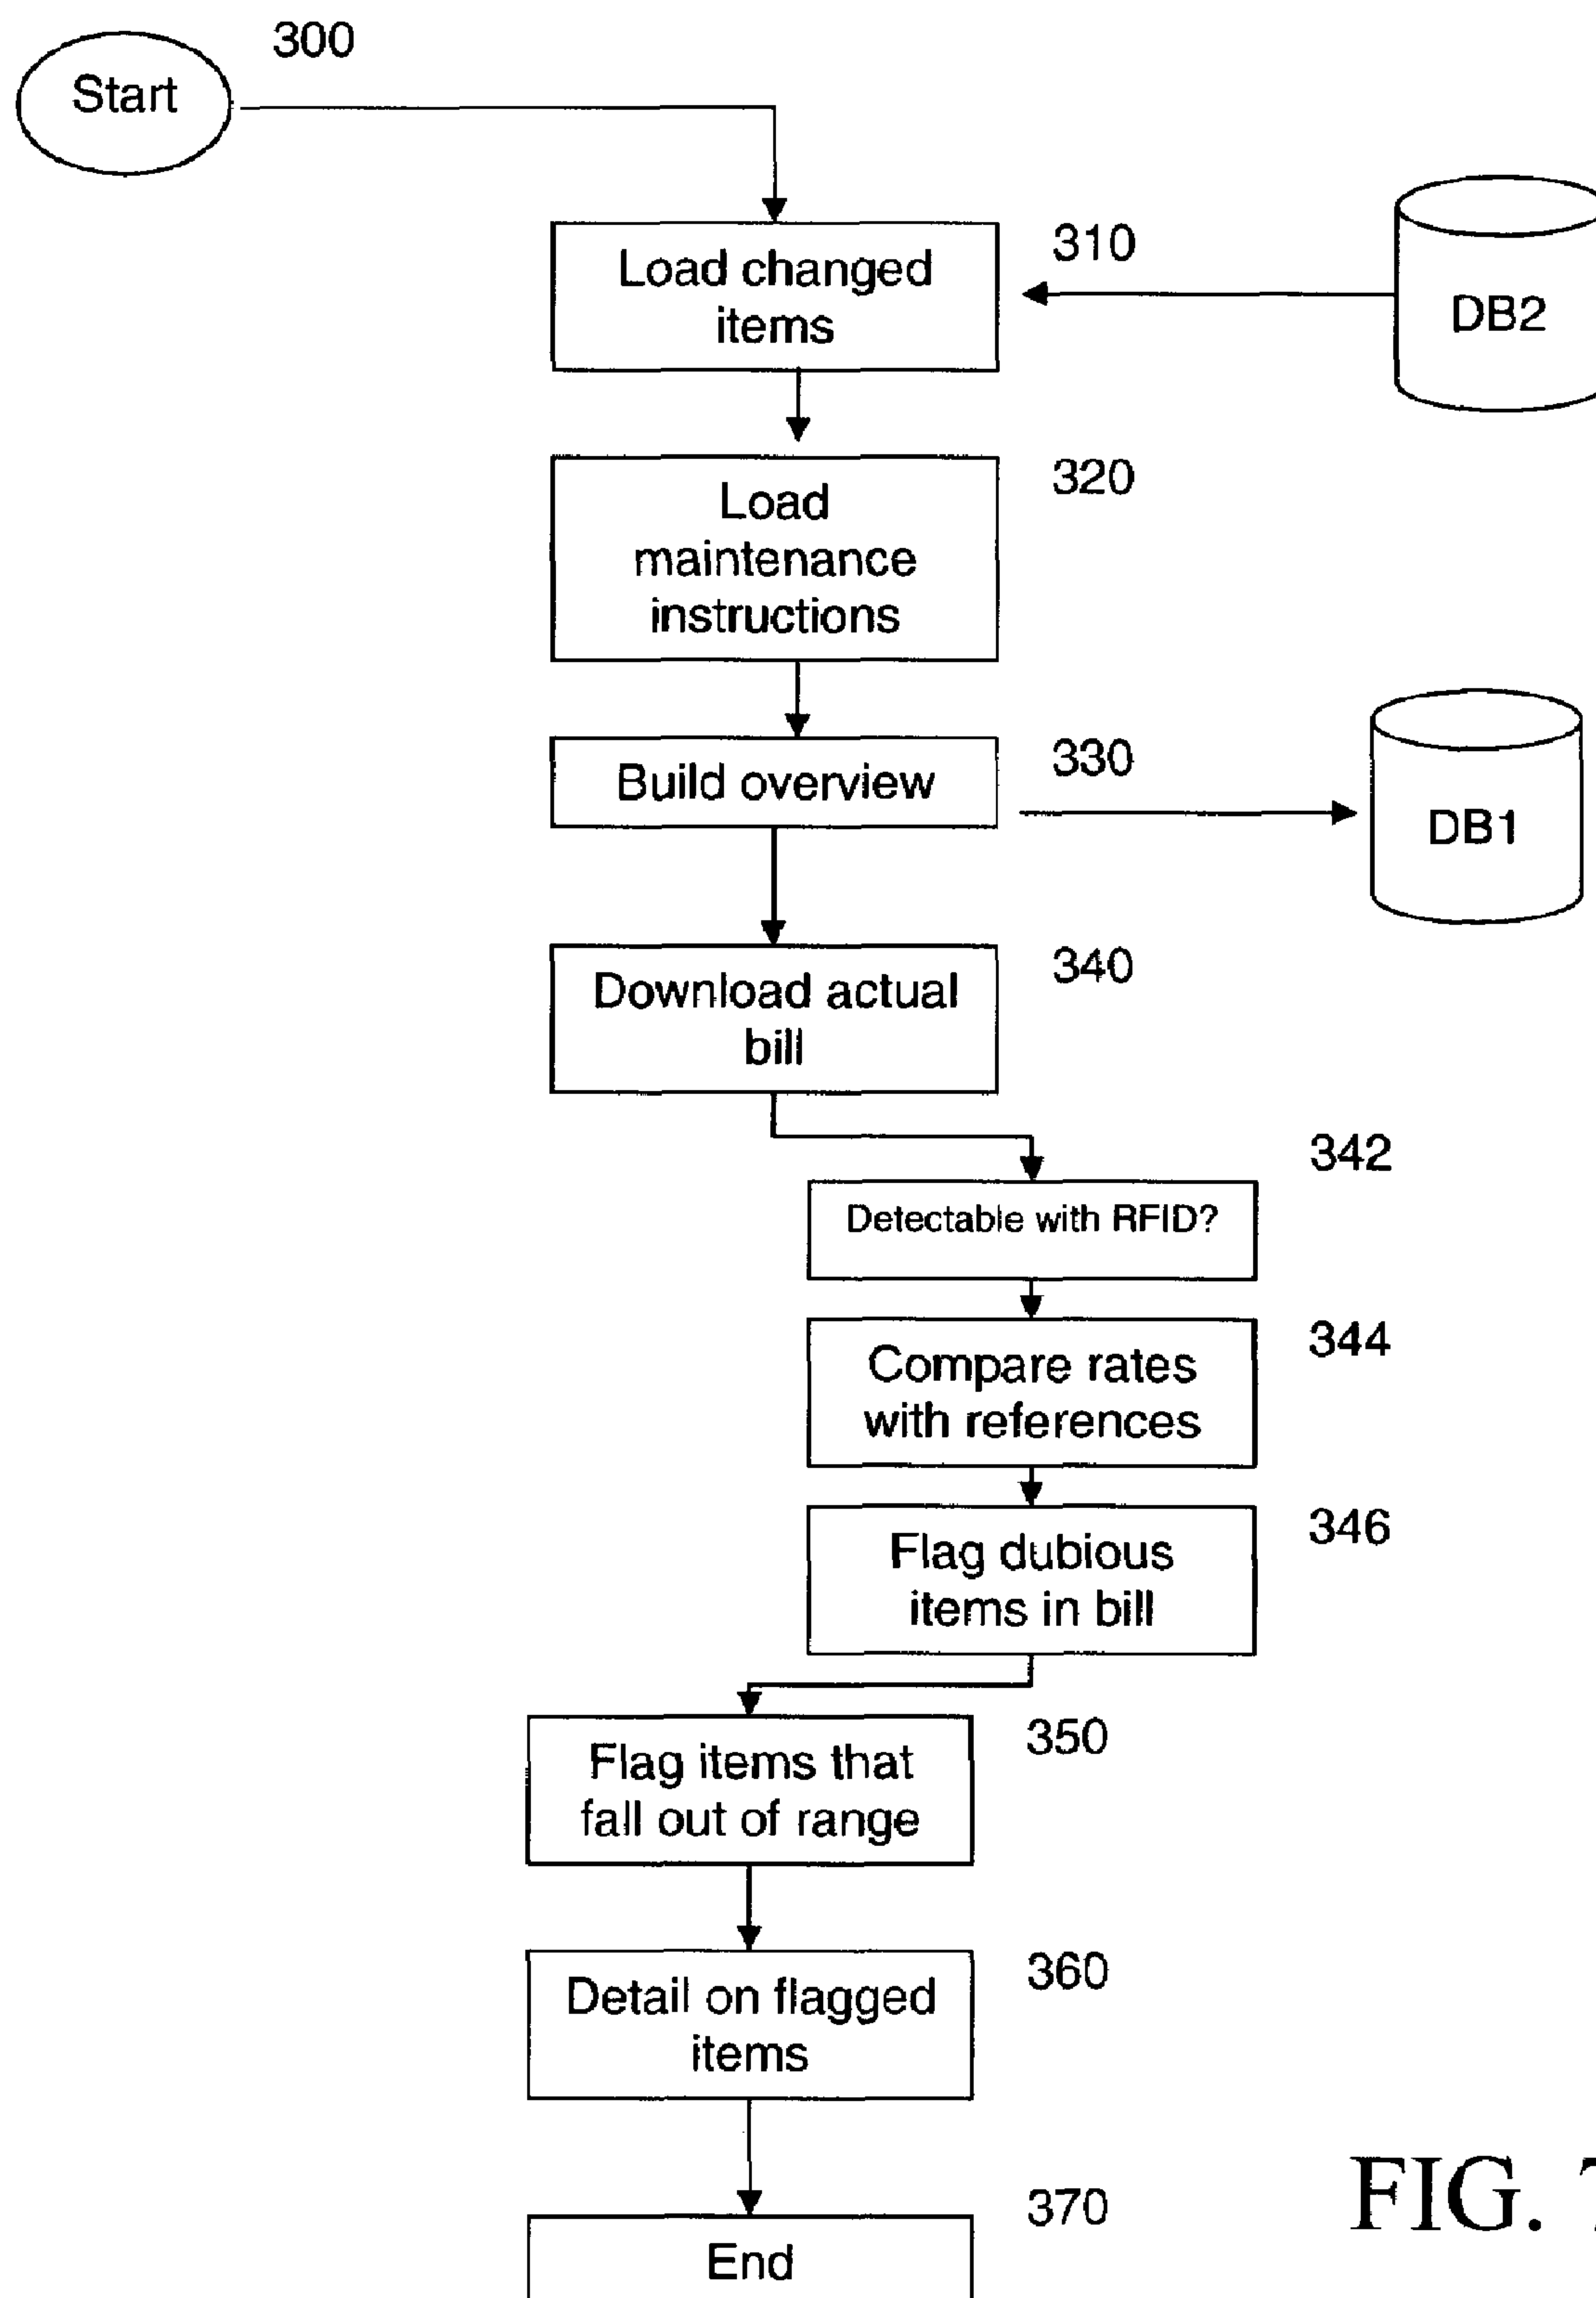 300
Start
310
Load changed
items
DB2
320
Load
maintenance
instructions
330
Build overview
DB1
340
Download actual
bill
342
Detectable with RFID?
344
Compare rates
with references
346
Flag dubious
items in bill
350
Flag items that
fall out of range
360
Detail on flagged
items
370
End
FIG.